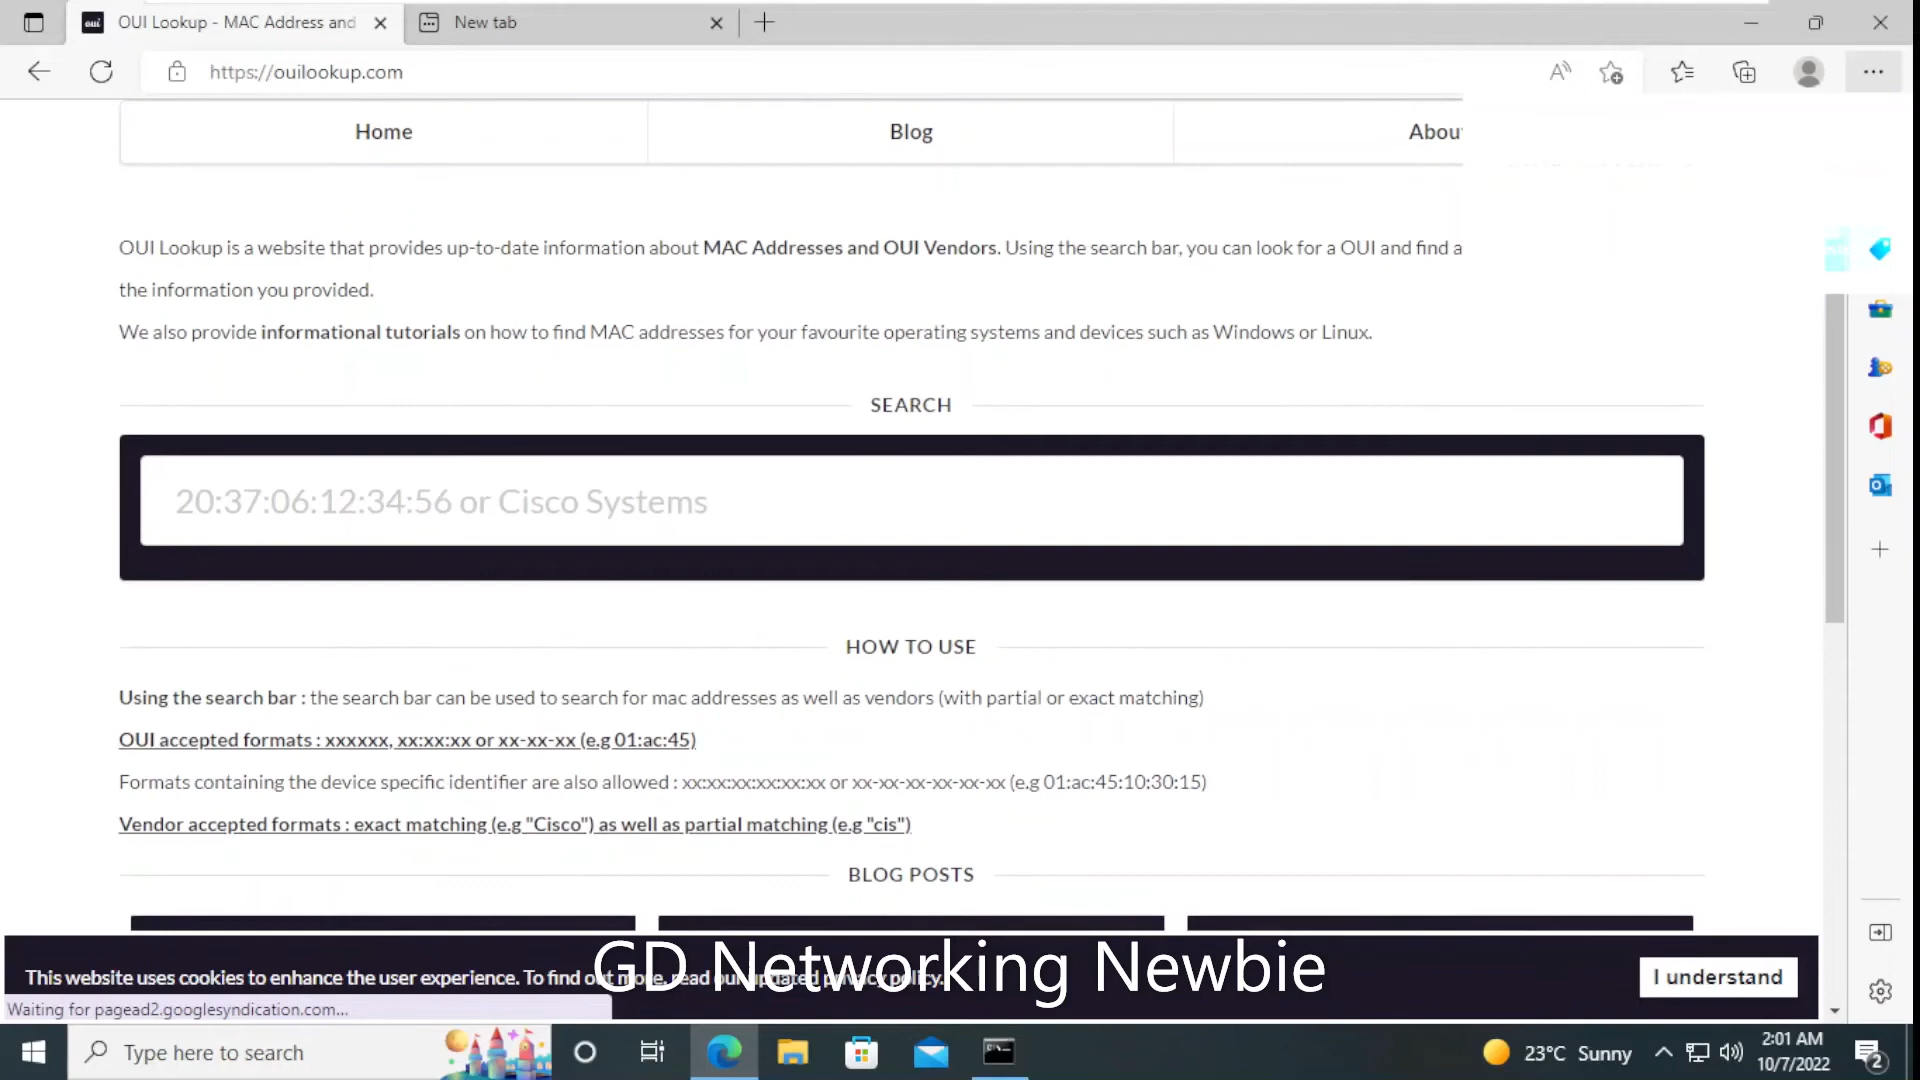 OUI Lookup - MAC Address and
New tab
https://ouilookup.com
Home
Blog
Abou
OUI Lookup is a website that provides up-to-date information about MAC Addresses and OUI Vendors. Using the search bar, you can look for a OUI and find a
the information you provided.
We also provide informational tutorials on how to find MAC addresses for your favourite operating systems and devices such as Windows or Linux.
SEARCH
20:37:06:12:34:56 or Cisco Systems
HOW TO USE
Using the search bar : the search bar can be used to search for mac addresses as well as vendors (with partial or exact matching)
OUI accepted formats : xxxxxx, xx:xx:xx or xx-xx-xx (e.g 01:ac:45)
Formats containing the device specific identifier are also allowed : xx:xx:xx:xx:xx:xx or xx-xx-xx-xx-xx-xx (e.g 01:ac:45:10:30:15)
Vendor accepted formats : exact matching (e.g "Cisco") as well as partial matching (e.g "cis")
BLOG POSTS
This website uses cookies to enhance the user experience. To find out more, read our updated privacy policy.
GD Networking Newbie
I understand
Waiting for pagead2.googlesyndication.com...
Type here to search
23°C Sunny
2:01 AM
10/7/2022
2